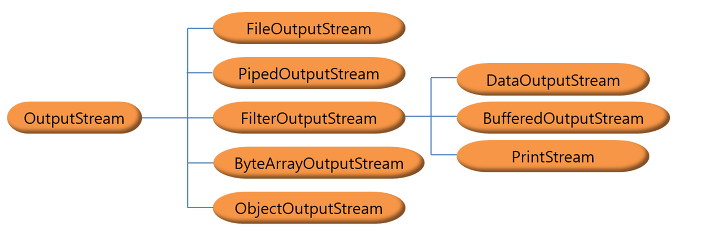 FileOutputStream
PipedOutputStream
DataOutputStream
OutputStream
FilterOutputStream
BufferedOutputStream
PrintStream
ByteArrayOutputStream
ObjectOutputStream